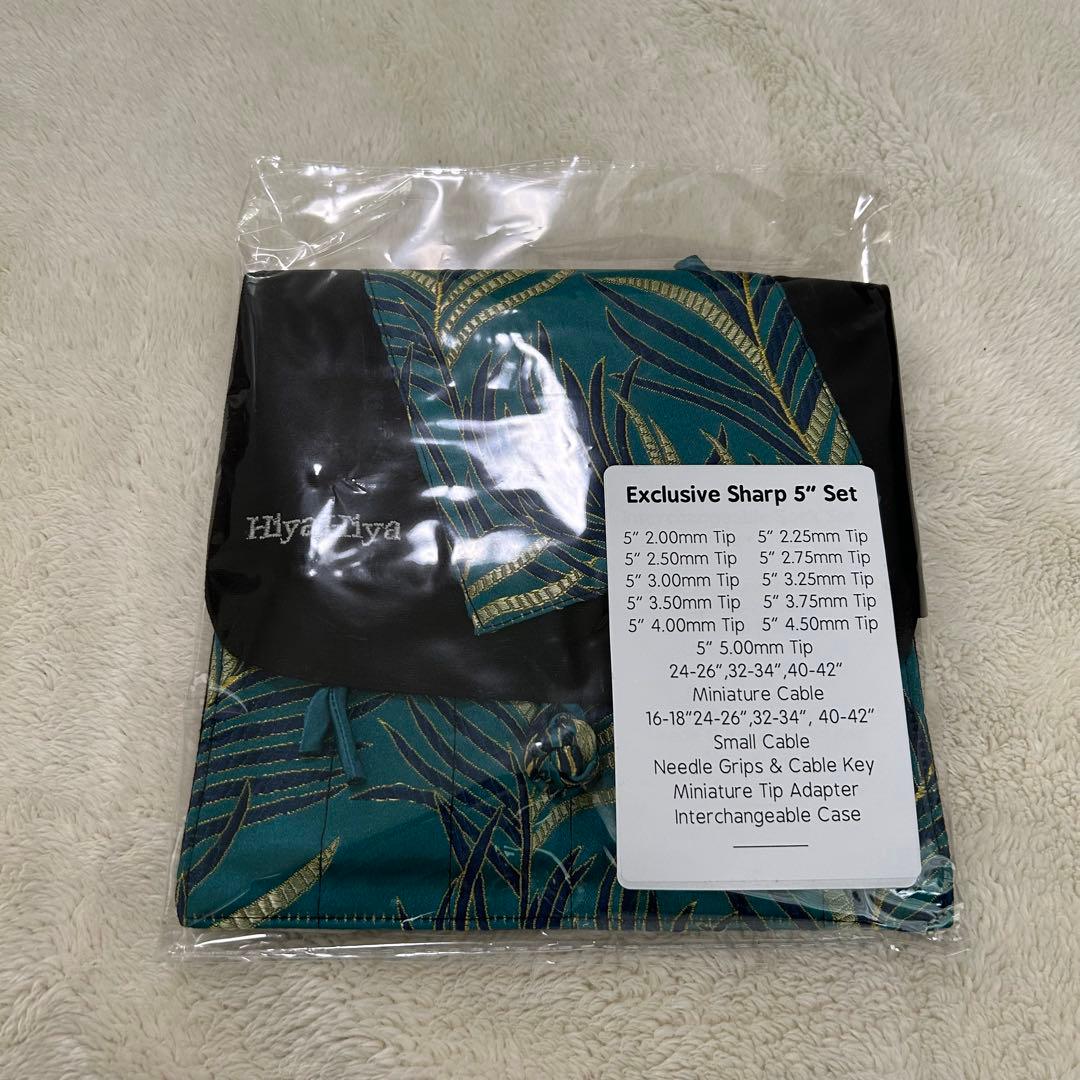 HiyaHiya
Exclusive Sharp 5" Set
5" 2.00mm Tip 5" 2.25mm Tip
5" 2.50mm Tip 5" 2.75mm Tip
5" 3.00mm Tip 5" 3.25mm Tip
5" 3.50mm Tip 5" 3.75mm Tip
5" 4.00mm Tip 5" 4.50mm Tip
5" 5.00mm Tip
24-26",32-34",40-42"
Miniature Cable
16-18"24-26",32-34", 40-42"
Small Cable
Needle Grips & Cable Key
Miniature Tip Adapter
Interchangeable Case